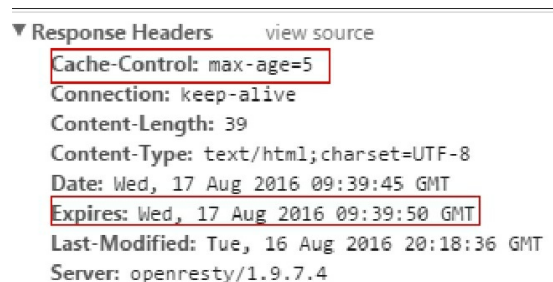 Response Headers view source
Cache-Control: max-age=5
Connection: keep-alive
Content-Length: 39
Content-Type: text/html;charset=UTF-8
Date: Wed, 17 Aug 2016 09:39:45 GMT
Expires: Wed, 17 Aug 2016 09:39:50 GMT
Last-Modified: Tue, 16 Aug 2016 20:18:36 GMT
Server: openresty/1.9.7.4